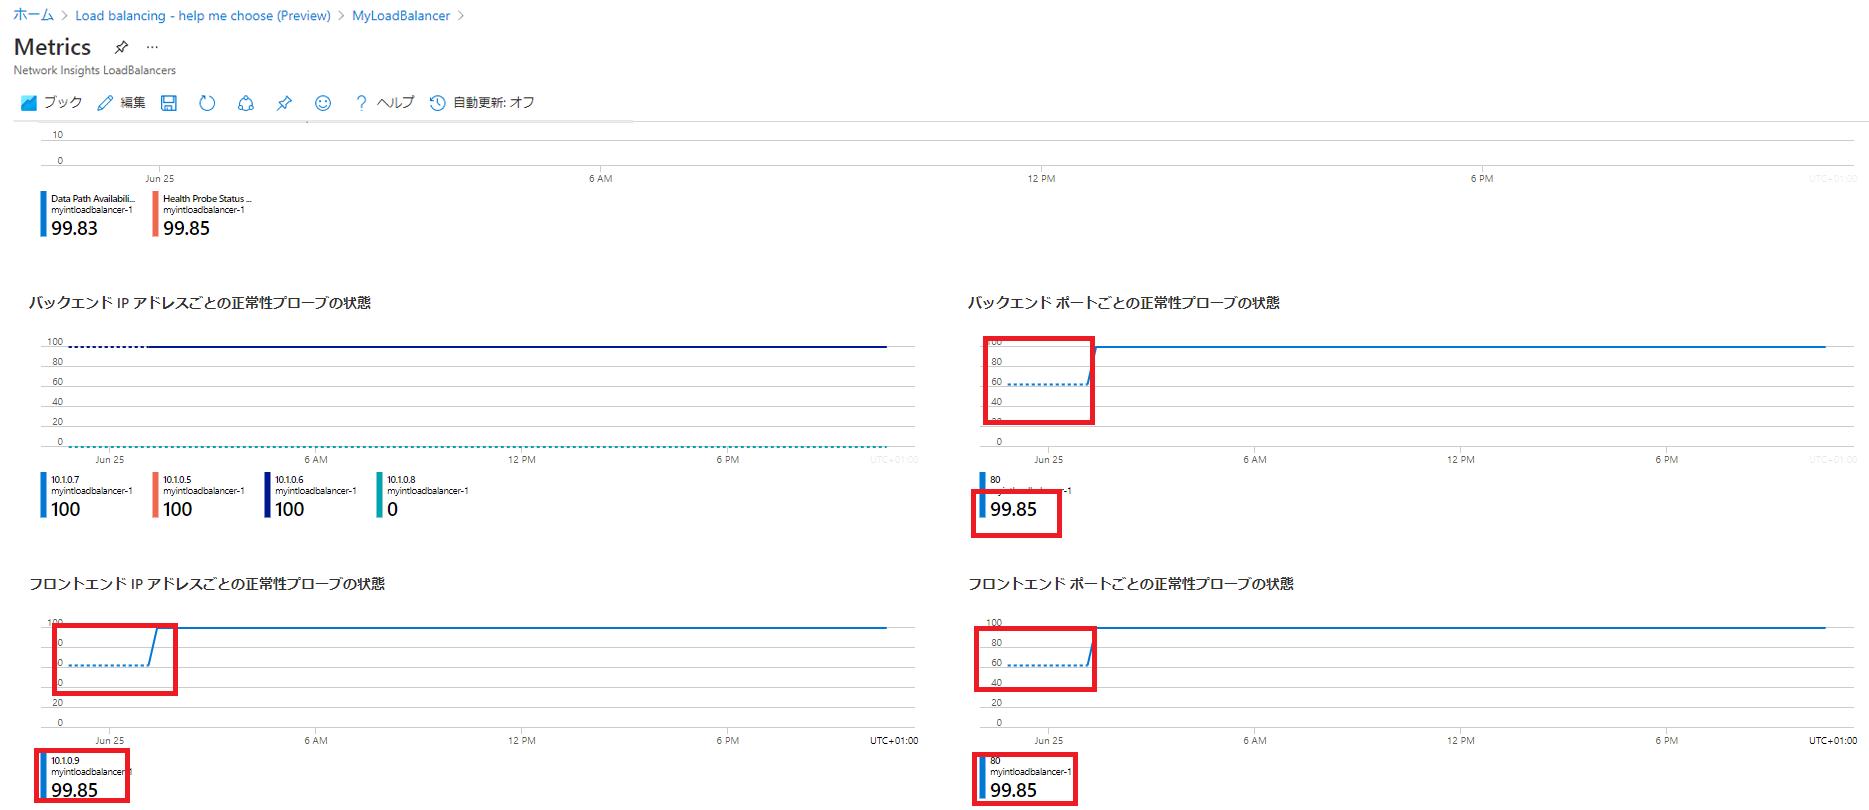 ホーム > Load balancing - help me choose (Preview) > MyLoadBalancer >
Metrics ...
Network Insights LoadBalancers
ブック 編集 ? ヘルプ 自動更新: オフ
10
0
Jun 25 6 AM 12 PM 6 PM UTC+01:00
Data Path Availabili...
myintloadbalancer-1
99.83
Health Probe Status ...
myintloadbalancer-1
99.85
バックエンド IP アドレスごとの正常性プローブの状態
100
80
60
40
20
0
Jun 25 6 AM 12 PM 6 PM UTC+01:00
10.1.0.7
myintloadbalancer-1
100
10.1.0.5
myintloadbalancer-1
100
10.1.0.6
myintloadbalancer-1
100
10.1.0.8
myintloadbalancer-1
0
バックエンド ポートごとの正常性プローブの状態
80
60
40
0
Jun 25 6 AM 12 PM 6 PM UTC+01:00
80
99.85
フロントエンド IP アドレスごとの正常性プローブの状態
100
20
0
Jun 25 6 AM 12 PM 6 PM UTC+01:00
10.1.0.9
myintloadbalancer-1
99.85
フロントエンド ポートごとの正常性プローブの状態
100
80
60
40
20
0
Jun 25 6 AM 12 PM 6 PM UTC+01:00
80
myintloadbalancer-1
99.85